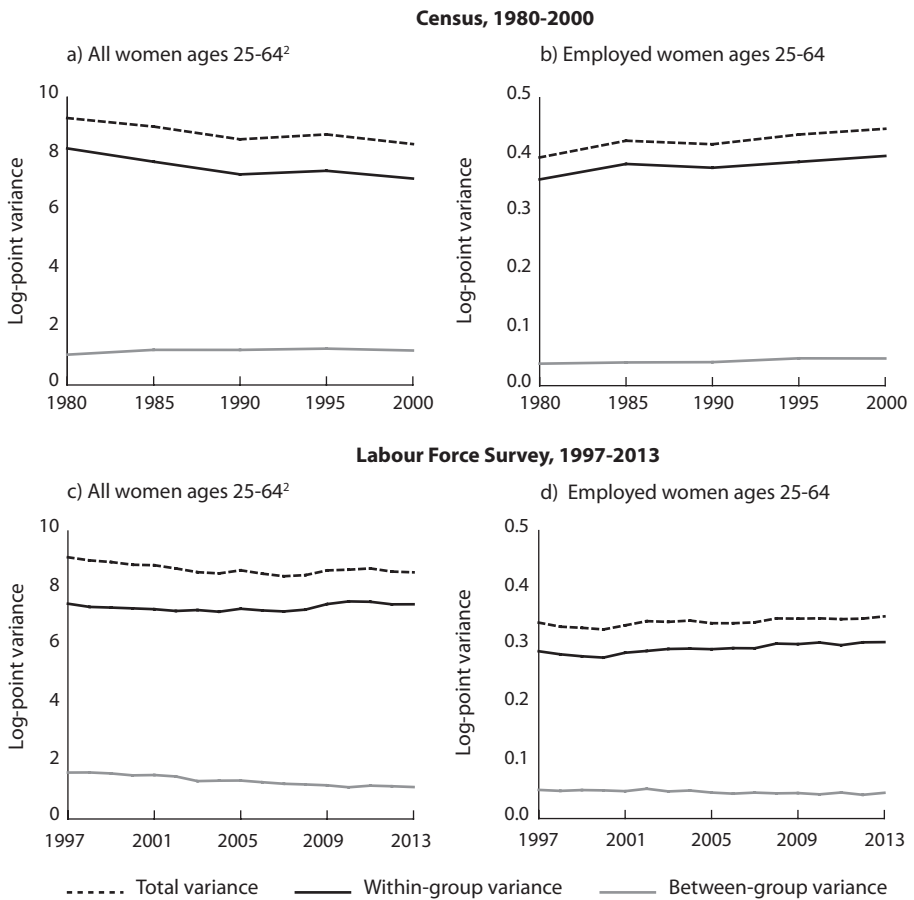 Census, 1980-2000
a) All women ages 25-64²
b) Employed women ages 25-64
Log-point variance
10
8
6
4
2
0
1980 1985 1990 1995 2000
Log-point variance
0.5
0.4
0.3
0.2
0.1
0.0
1980 1985 1990 1995 2000
Labour Force Survey, 1997-2013
c) All women ages 25-64²
d) Employed women ages 25-64
Log-point variance
10
8
6
4
2
0
1997 2001 2005 2009 2013
Log-point variance
0.5
0.4
0.3
0.2
0.1
0.0
1997 2001 2005 2009 2013
Total variance Within-group variance Between-group variance